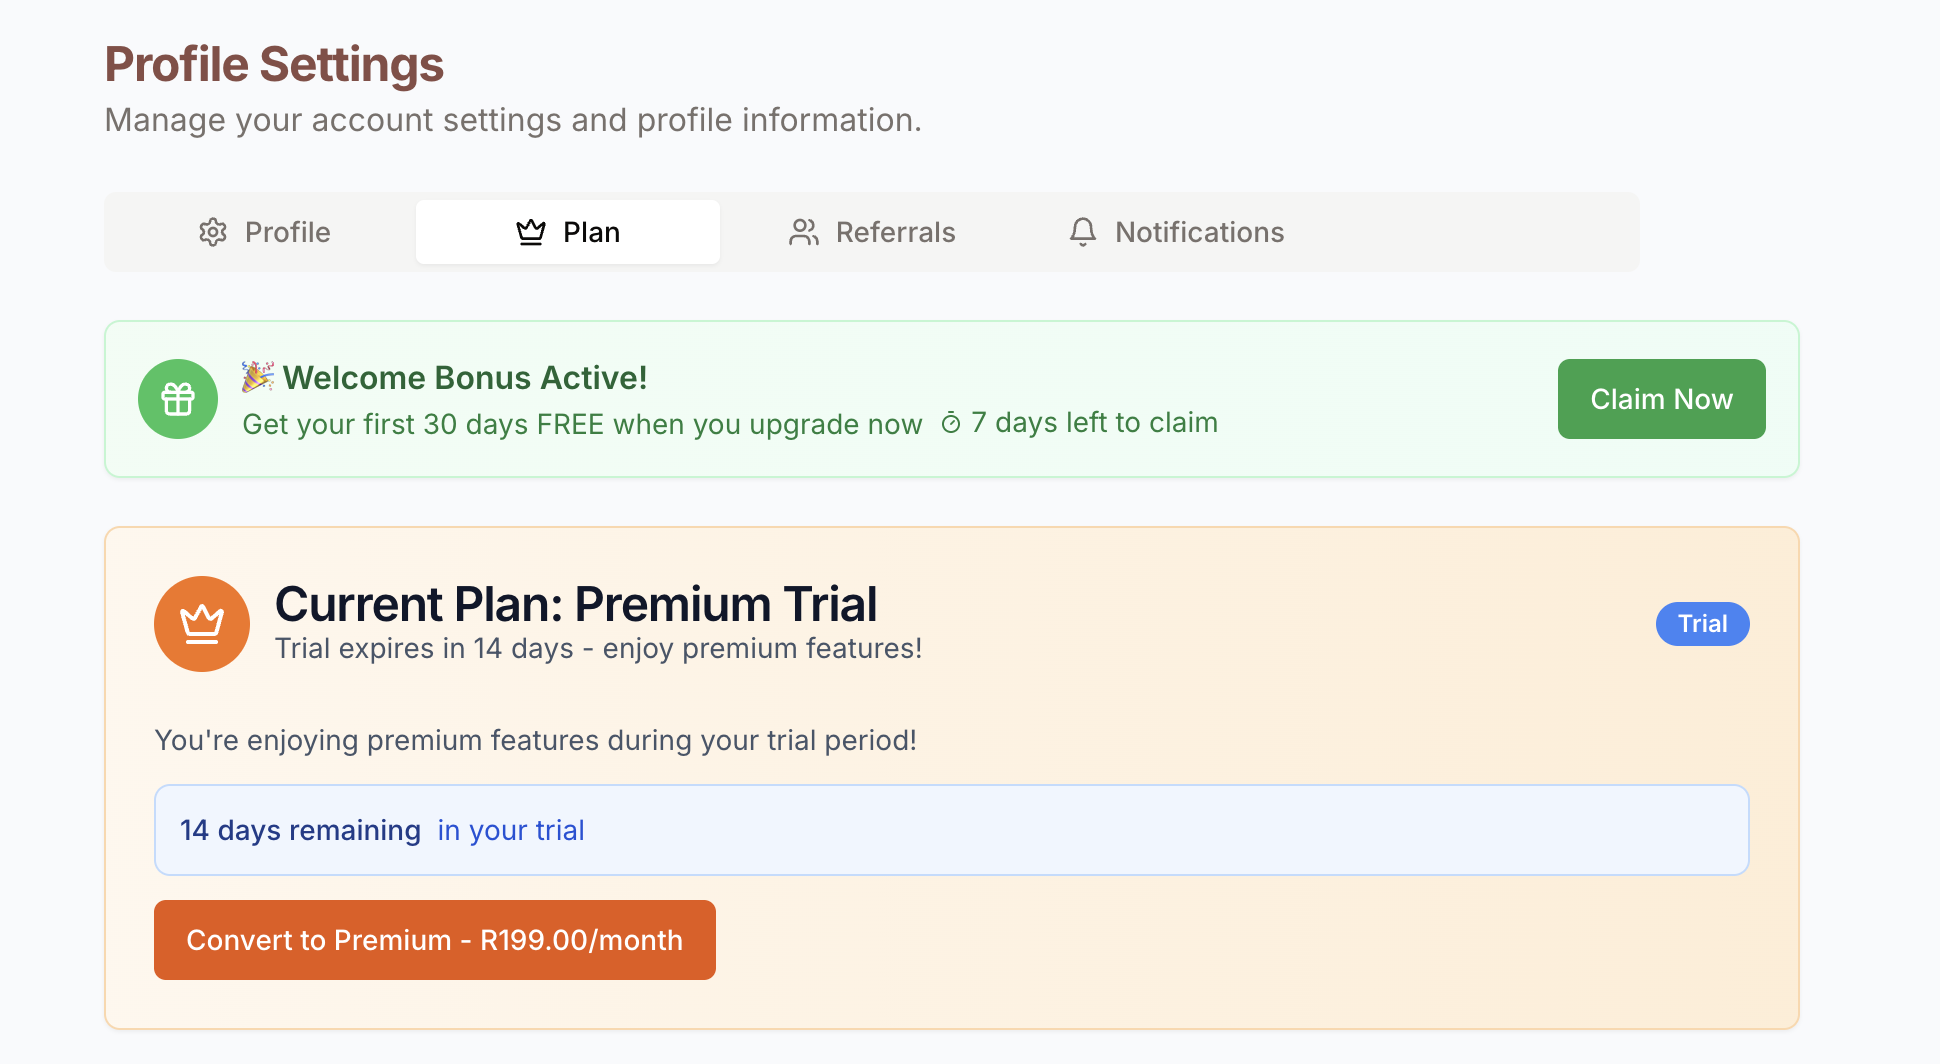 Profile Settings
Manage your account settings and profile information.
Profile
Plan
Referrals
Notifications
🎉 Welcome Bonus Active!
Get your first 30 days FREE when you upgrade now 7 days left to claim
Claim Now
Current Plan: Premium Trial
Trial expires in 14 days - enjoy premium features!
Trial
You're enjoying premium features during your trial period!
14 days remaining in your trial
Convert to Premium - R199.00/month